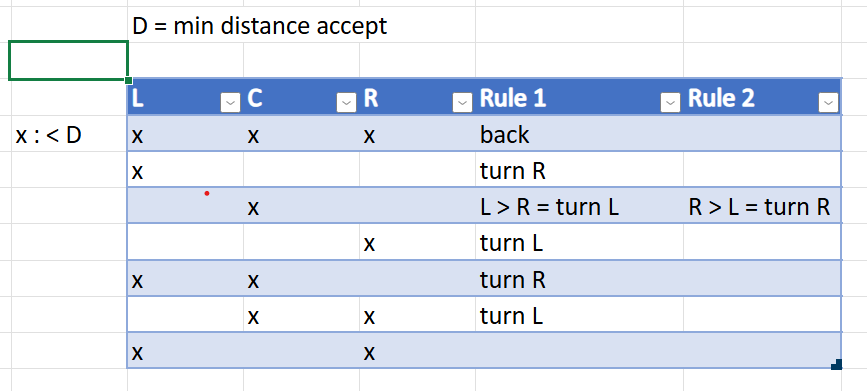 D = min distance accept
L C R Rule 1 Rule 2
x : < D x x x back
x turn R
x L > R = turn L R > L = turn R
x turn L
x x turn R
x x turn L
x x